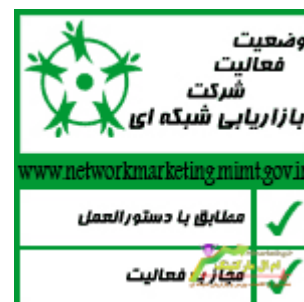 وضعیت
فعالیت
شرکت
بازاریابی شبکه ای
www.networkmarketing.mimt.gov.ir
مطابق با دستورالعمل
مجاز به فعالیت